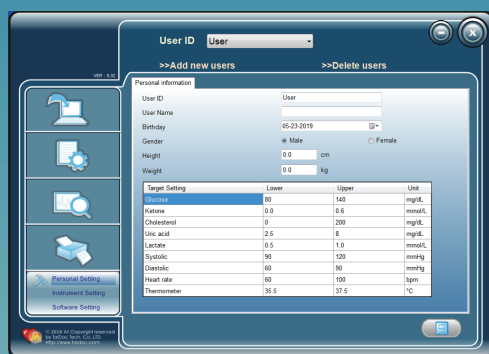 User ID User
>>Add new users >>Delete users
VER : 5.02
Personal information
User ID User
User Name
Birthday 05-23-2019
Gender Male Female
Height 0.0 cm
Weight 0.0 kg
Target Setting Lower Upper Unit
Glucose 80 140 mg/dL
Ketone 0.0 0.6 mmol/L
Cholesterol 0 200 mg/dL
Uric acid 2.5 8 mg/dL
Lactate 0.5 1.0 mmol/L
Systolic 90 120 mmHg
Diastolic 60 90 mmHg
Heart rate 60 100 bpm
Thermometer 35.5 37.5 °C
Personal Setting
Instrument Setting
Software Setting
© 2019 All Copyright reserved
by TaiDoc Tech. Co.,LTD.
http://www.taidoc.com